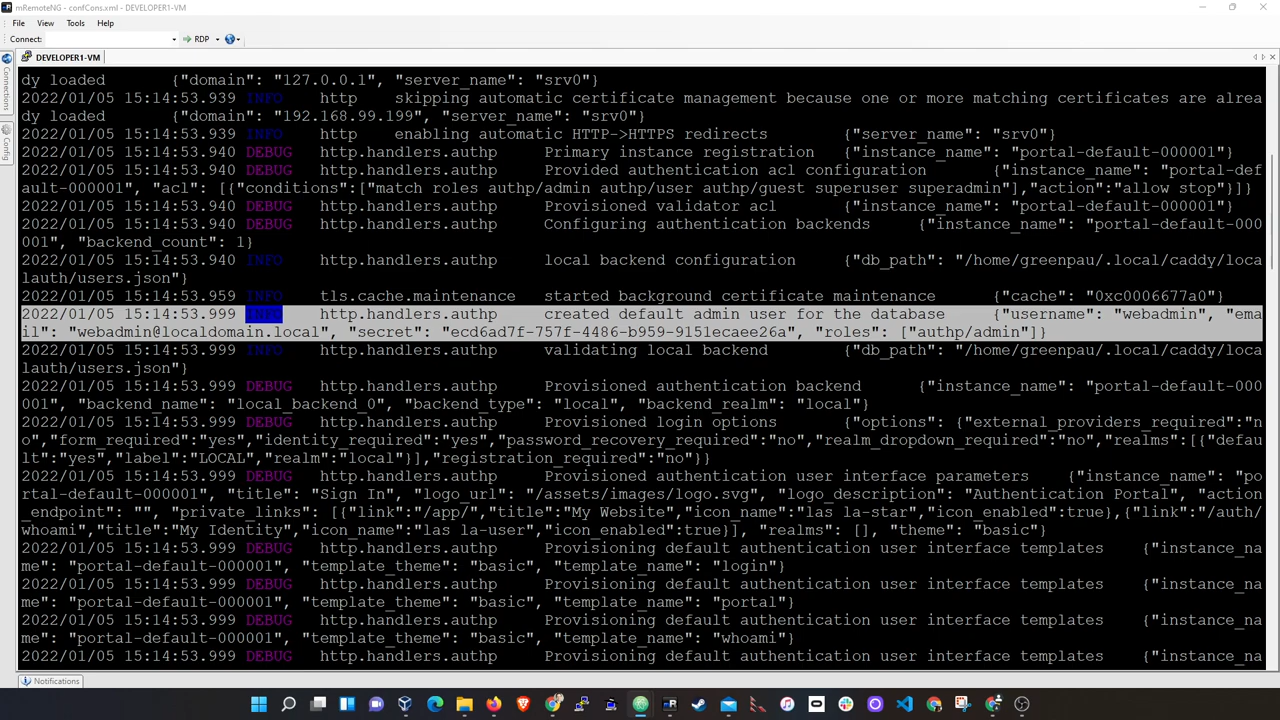 mRemoteNG - confCons.xml - DEVELOPER1-VM
File View Tools Help
Connect: RDP
DEVELOPER1-VM
Connections
Config
dy loaded {"domain": "127.0.0.1", "server_name": "srv0"}
2022/01/05 15:14:53.939 INFO http skipping automatic certificate management because one or more matching certificates are alrea
dy loaded {"domain": "192.168.99.199", "server_name": "srv0"}
2022/01/05 15:14:53.939 INFO http enabling automatic HTTP->HTTPS redirects {"server_name": "srv0"}
2022/01/05 15:14:53.940 DEBUG http.handlers.authp Primary instance registration {"instance_name": "portal-default-000001"}
2022/01/05 15:14:53.940 DEBUG http.handlers.authp Provided authentication acl configuration {"instance_name": "portal-def
ault-000001", "acl": [{"conditions":["match roles authp/admin authp/user authp/guest superuser superadmin"],"action":"allow stop"}]}
2022/01/05 15:14:53.940 DEBUG http.handlers.authp Provisioned validator acl {"instance_name": "portal-default-000001"}
2022/01/05 15:14:53.940 DEBUG http.handlers.authp Configuring authentication backends {"instance_name": "portal-default-000
001", "backend_count": 1}
2022/01/05 15:14:53.940 INFO http.handlers.authp local backend configuration {"db_path": "/home/greenpau/.local/caddy/loca
lauth/users.json"}
2022/01/05 15:14:53.959 INFO tls.cache.maintenance started background certificate maintenance {"cache": "0xc0006677a0"}
2022/01/05 15:14:53.999 INFO http.handlers.authp created default admin user for the database {"username": "webadmin", "ema
il": "webadmin@localdomain.local", "secret": "ecd6ad7f-757f-4486-b959-9151ecaee26a", "roles": ["authp/admin"]}
2022/01/05 15:14:53.999 INFO http.handlers.authp validating local backend {"db_path": "/home/greenpau/.local/caddy/loca
lauth/users.json"}
2022/01/05 15:14:53.999 DEBUG http.handlers.authp Provisioned authentication backend {"instance_name": "portal-default-000
001", "backend_name": "local_backend_0", "backend_type": "local", "backend_realm": "local"}
2022/01/05 15:14:53.999 DEBUG http.handlers.authp Provisioned login options {"options": {"external_providers_required":"n
o","form_required":"yes","identity_required":"yes","password_recovery_required":"no","realm_dropdown_required":"no","realms":[{"defau
lt":"yes","label":"LOCAL","realm":"local"}],"registration_required":"no"}}
2022/01/05 15:14:53.999 DEBUG http.handlers.authp Provisioned authentication user interface parameters {"instance_name": "po
rtal-default-000001", "title": "Sign In", "logo_url": "/assets/images/logo.svg", "logo_description": "Authentication Portal", "action
_endpoint": "", "private_links": [{"link":"/app/","title":"My Website","icon_name":"las la-star","icon_enabled":true},{"link":"/auth/
whoami","title":"My Identity","icon_name":"las la-user","icon_enabled":true}], "realms": [], "theme": "basic"}
2022/01/05 15:14:53.999 DEBUG http.handlers.authp Provisioning default authentication user interface templates {"instance_na
me": "portal-default-000001", "template_theme": "basic", "template_name": "login"}
2022/01/05 15:14:53.999 DEBUG http.handlers.authp Provisioning default authentication user interface templates {"instance_na
me": "portal-default-000001", "template_theme": "basic", "template_name": "portal"}
2022/01/05 15:14:53.999 DEBUG http.handlers.authp Provisioning default authentication user interface templates {"instance_na
me": "portal-default-000001", "template_theme": "basic", "template_name": "whoami"}
2022/01/05 15:14:53.999 DEBUG http.handlers.authp Provisioning default authentication user interface templates {"instance_na
Notifications